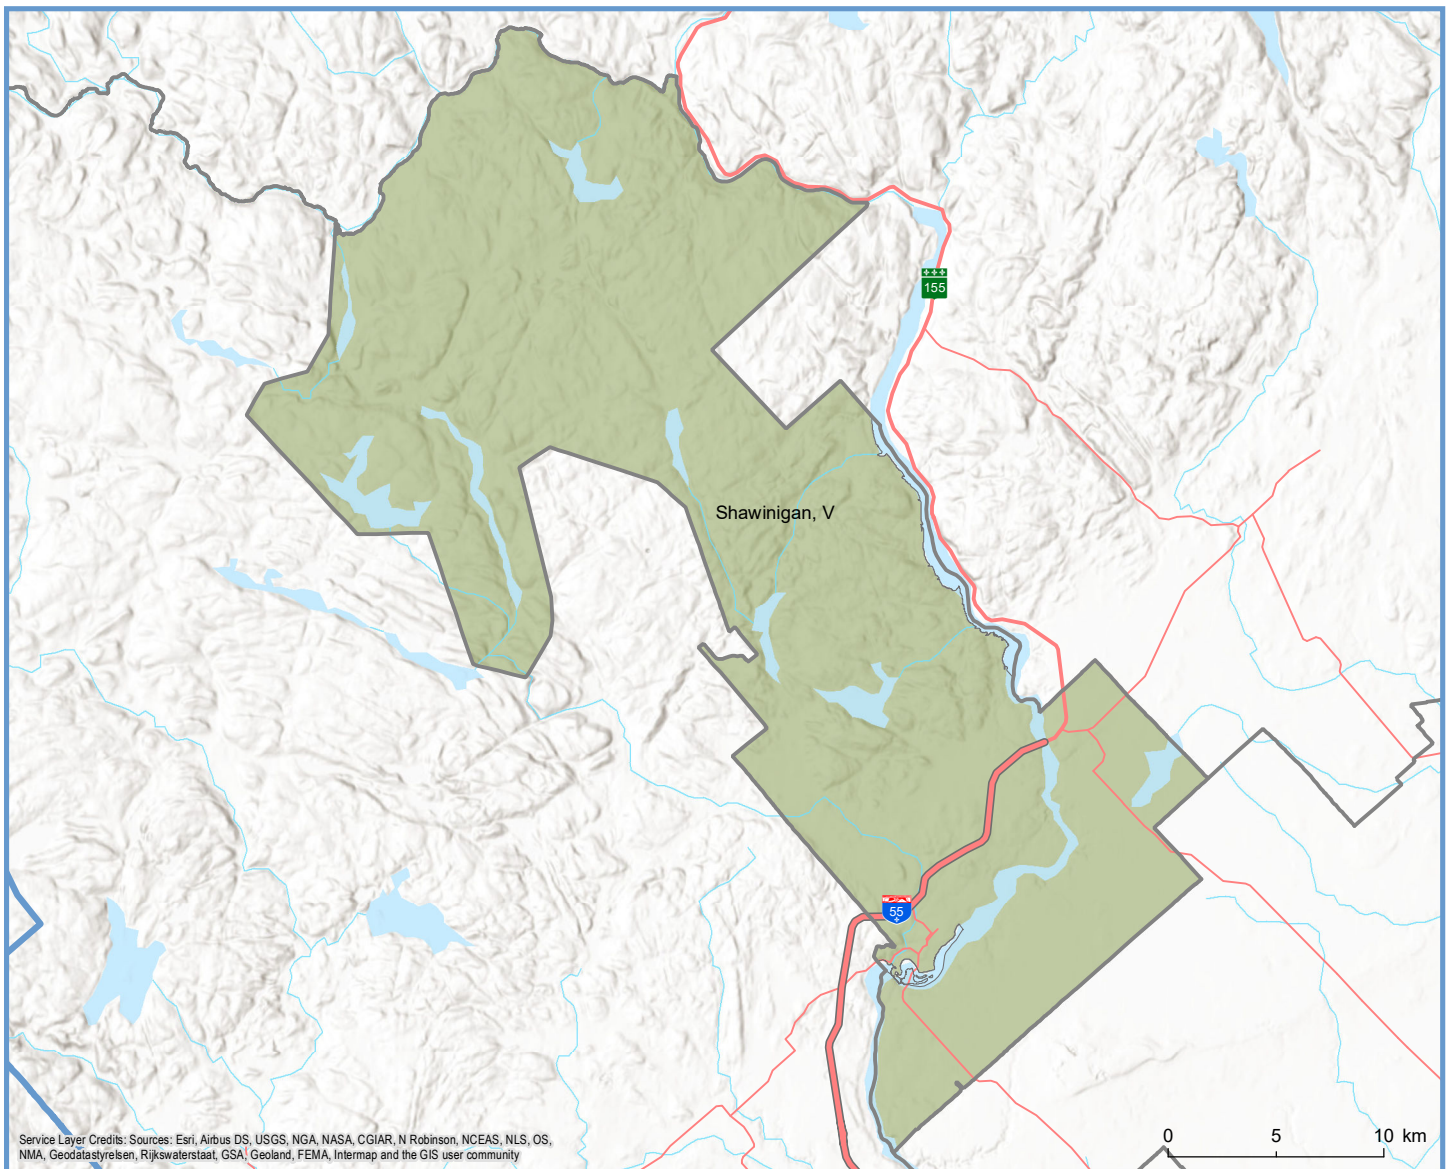 155
Shawinigan, V
55
0 5 10 km
Service Layer Credits: Sources: Esri, Airbus DS, USGS, NGA, NASA, CGIAR, N Robinson, NCEAS, NLS, OS,
NMA, Geodatastyrelsen, Rijkswaterstaat, GSA, Geoland, FEMA, Intermap and the GIS user community